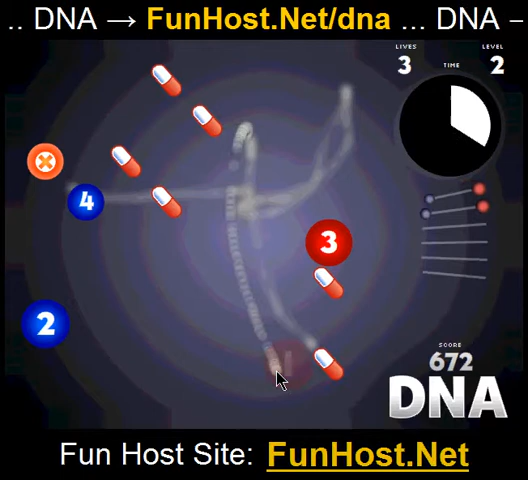 .. DNA → FunHost.Net/dna ... DNA –
LIVES
3
LEVEL
2
TIME
4
3
2
SCORE
672
DNA
Fun Host Site: FunHost.Net